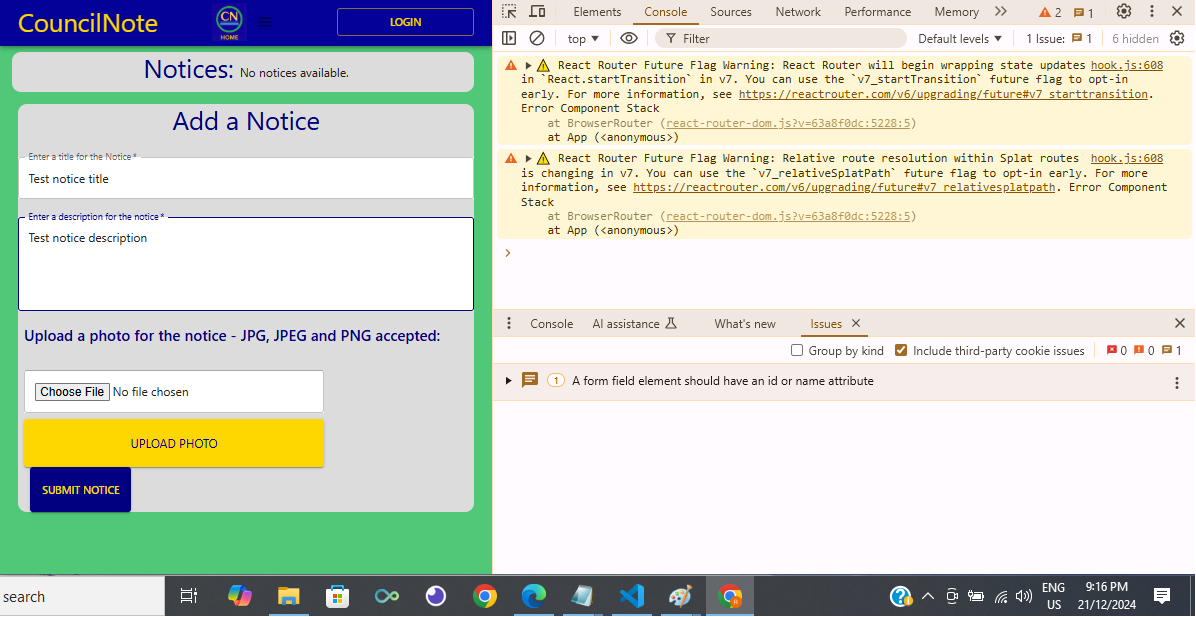 CouncilNote
CN
HOME
LOGIN
Notices: No notices available.
Add a Notice
Enter a title for the Notice *
Test notice title
Enter a description for the notice *
Test notice description
Upload a photo for the notice - JPG, JPEG and PNG accepted:
Choose File No file chosen
UPLOAD PHOTO
SUBMIT NOTICE
Elements Console Sources Network Performance Memory 2 1
top Filter Default levels 1 Issue: 1 6 hidden
React Router Future Flag Warning: React Router will begin wrapping state updates hook.js:608
in `React.startTransition` in v7. You can use the `v7_startTransition` future flag to opt-in
early. For more information, see https://reactrouter.com/v6/upgrading/future#v7_starttransition.
Error Component Stack
at BrowserRouter (react-router-dom.js?v=63a8f0dc:5228:5)
at App (<anonymous>)
React Router Future Flag Warning: Relative route resolution within Splat routes hook.js:608
is changing in v7. You can use the `v7_relativeSplatPath` future flag to opt-in early. For more
information, see https://reactrouter.com/v6/upgrading/future#v7_relativesplatpath. Error Component
Stack
at BrowserRouter (react-router-dom.js?v=63a8f0dc:5228:5)
at App (<anonymous>)
Console AI assistance What's new Issues
Group by kind Include third-party cookie issues 0 0 1
1 A form field element should have an id or name attribute
search
ENG
US
9:16 PM
21/12/2024